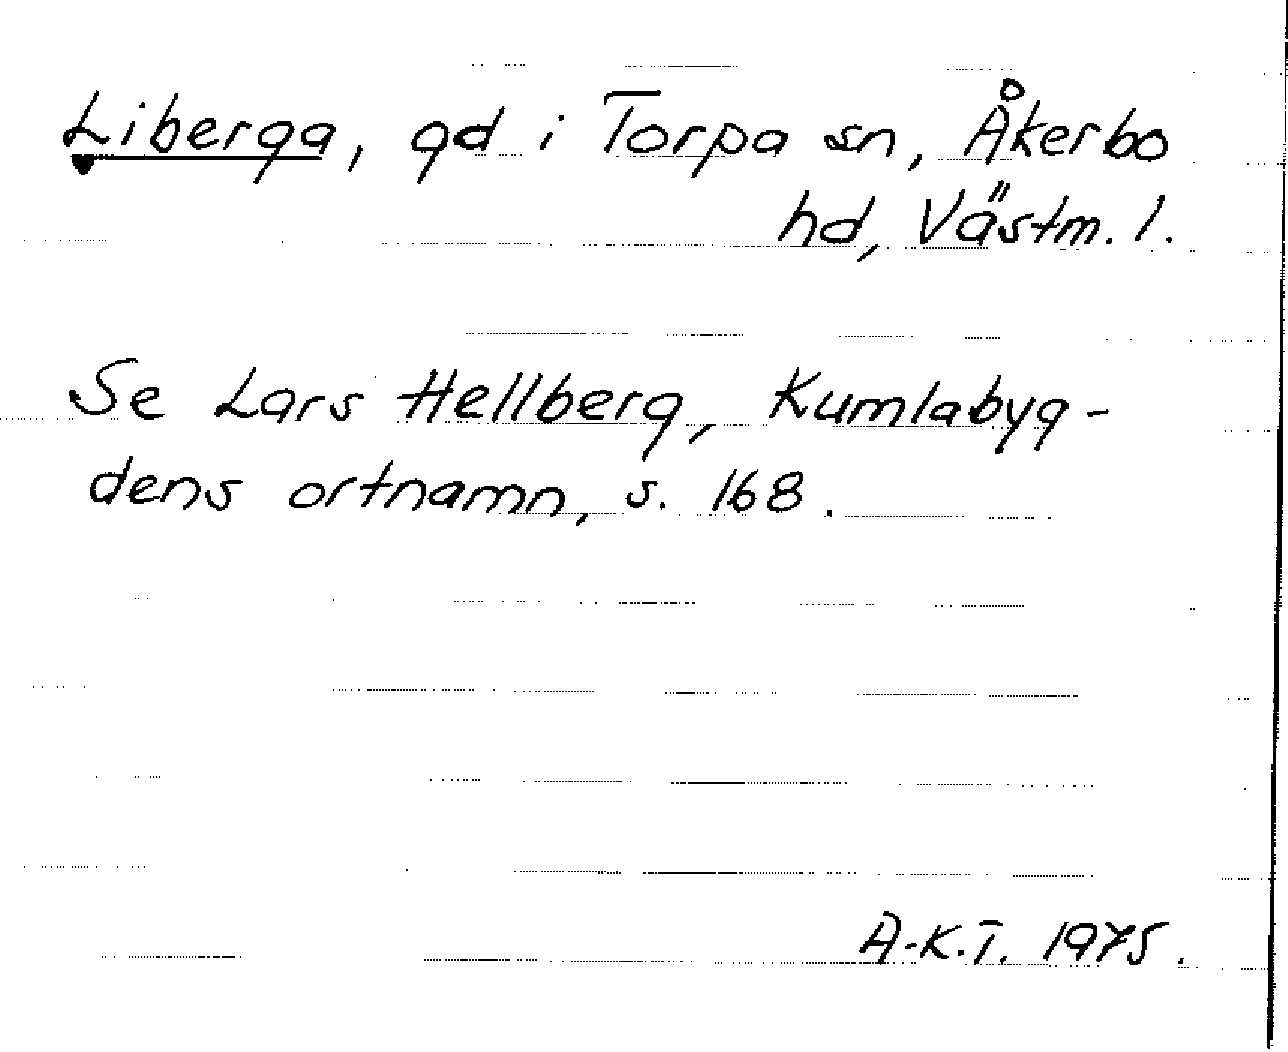 Liberga, gd i Torpa sn, Åkerbo
hd, Västm. l.
Se Lars Hellberg, Kumlabyg-
dens ortnamn, s. 168.
A-K.T. 1975.